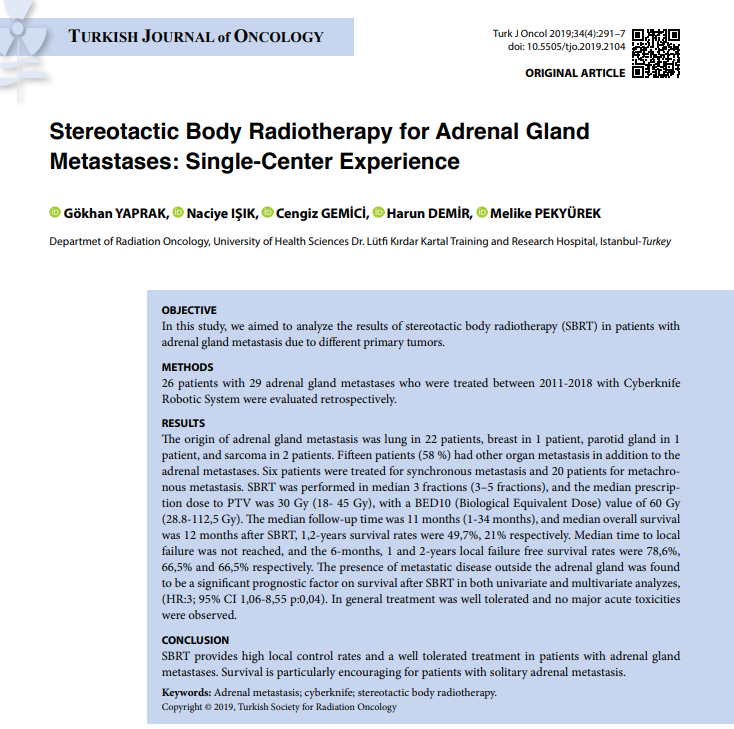 TURKISH JOURNAL of ONCOLOGY
Turk J Oncol 2019;34(4):291–7
doi: 10.5505/tjo.2019.2104
ORIGINAL ARTICLE
Stereotactic Body Radiotherapy for Adrenal Gland
Metastases: Single-Center Experience
iD Gökhan YAPRAK, iD Naciye IŞIK, iD Cengiz GEMİCİ, iD Harun DEMİR, iD Melike PEKYÜREK
Departmet of Radiation Oncology, University of Health Sciences Dr. Lütfi Kırdar Kartal Training and Research Hospital, Istanbul-Turkey
OBJECTIVE
In this study, we aimed to analyze the results of stereotactic body radiotherapy (SBRT) in patients with
adrenal gland metastasis due to different primary tumors.
METHODS
26 patients with 29 adrenal gland metastases who were treated between 2011-2018 with Cyberknife
Robotic System were evaluated retrospectively.
RESULTS
The origin of adrenal gland metastasis was lung in 22 patients, breast in 1 patient, parotid gland in 1
patient, and sarcoma in 2 patients. Fifteen patients (58 %) had other organ metastasis in addition to the
adrenal metastases. Six patients were treated for synchronous metastasis and 20 patients for metachro-
nous metastasis. SBRT was performed in median 3 fractions (3–5 fractions), and the median prescrip-
tion dose to PTV was 30 Gy (18- 45 Gy), with a BED10 (Biological Equivalent Dose) value of 60 Gy
(28.8-112,5 Gy). The median follow-up time was 11 months (1-34 months), and median overall survival
was 12 months after SBRT, 1,2-years survival rates were 49,7%, 21% respectively. Median time to local
failure was not reached, and the 6-months, 1 and 2-years local failure free survival rates were 78,6%,
66,5% and 66,5% respectively. The presence of metastatic disease outside the adrenal gland was found
to be a significant prognostic factor on survival after SBRT in both univariate and multivariate analyzes,
(HR:3; 95% CI 1,06-8,55 p:0,04). In general treatment was well tolerated and no major acute toxicities
were observed.
CONCLUSION
SBRT provides high local control rates and a well tolerated treatment in patients with adrenal gland
metastases. Survival is particularly encouraging for patients with solitary adrenal metastasis.
Keywords: Adrenal metastasis; cyberknife; stereotactic body radiotherapy.
Copyright © 2019, Turkish Society for Radiation Oncology